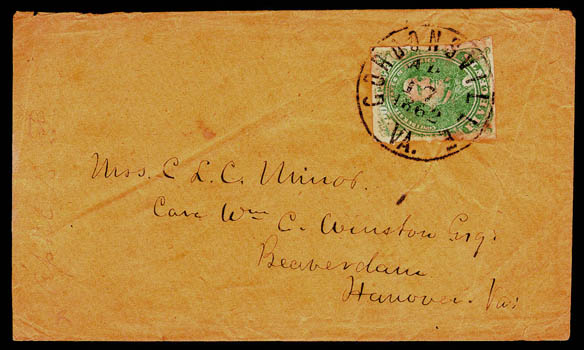 GORDONSVILLE
1862
VA.
Mrs. C. L. C. Minor.
Care Wm C. Winston Esq.
Beaverdam
Hanover. Va: